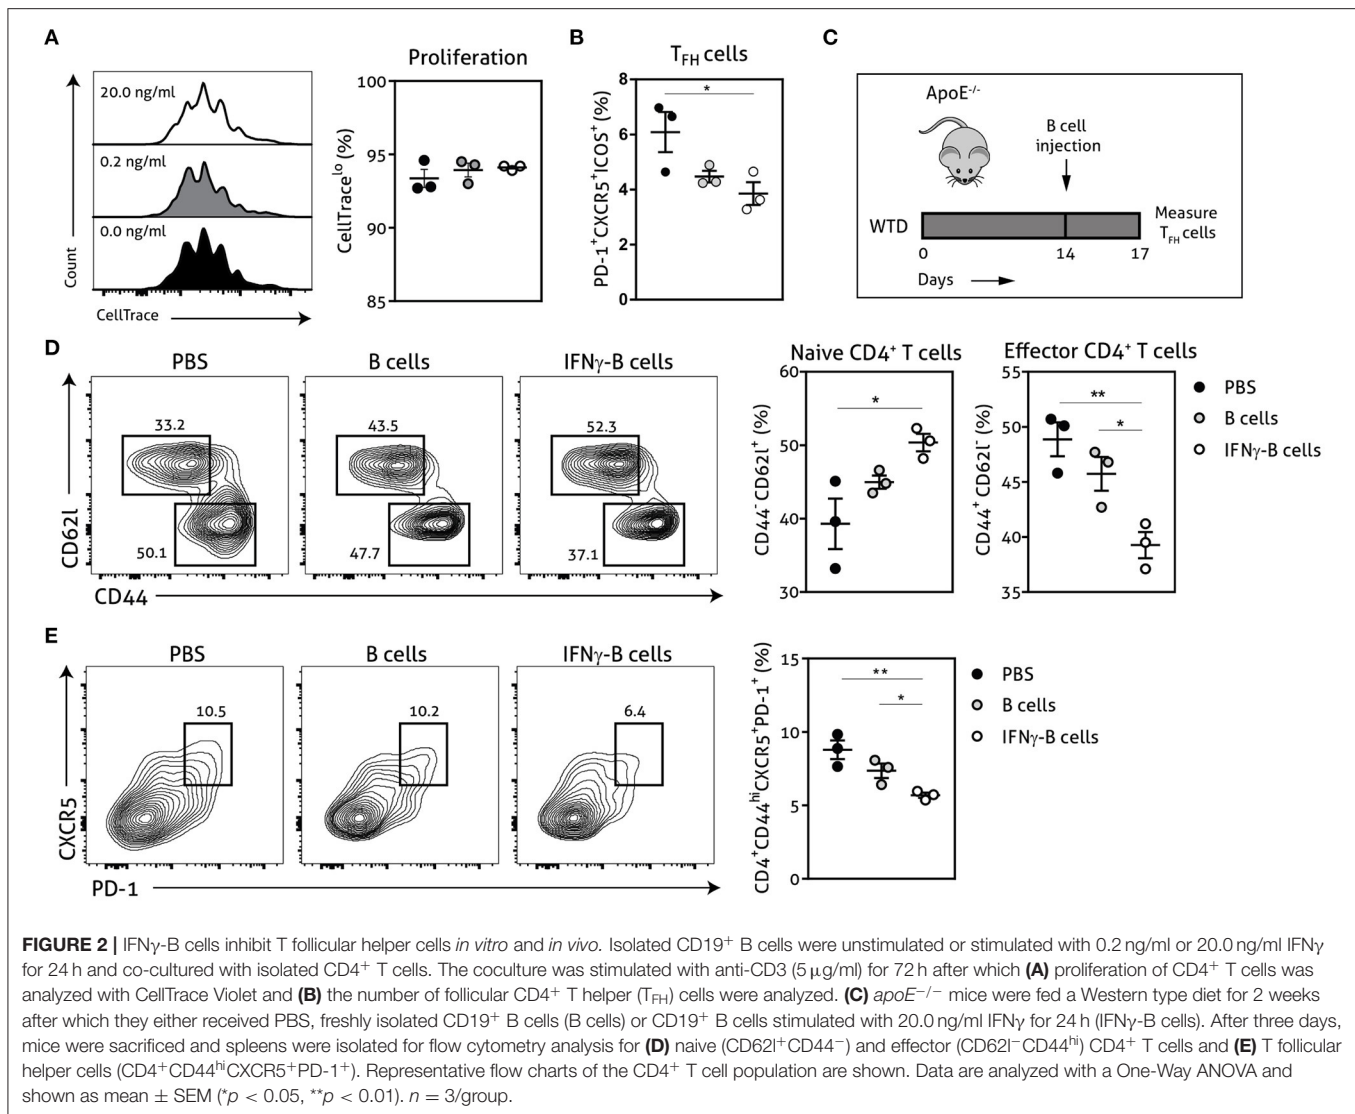 A
20.0 ng/ml
0.2 ng/ml
0.0 ng/ml
Count
CellTrace
Proliferation
CellTrace^lo (%)
100
95
90
85
B
T_FH cells
PD-1⁺CXCR5⁺ICOS⁺ (%)
8
6
4
2
0
*
C
ApoE⁻/⁻
B cell
injection
WTD
0
14
17
Measure
T_FH cells
Days
D
PBS
B cells
IFNγ-B cells
33.2
43.5
52.3
50.1
47.7
37.1
CD62l
CD44
Naive CD4⁺ T cells
CD44⁻CD62l⁺ (%)
60
50
40
30
*
Effector CD4⁺ T cells
CD44⁺CD62l⁻ (%)
55
50
45
40
35
**
*
PBS
B cells
IFNγ-B cells
E
PBS
B cells
IFNγ-B cells
10.5
10.2
6.4
CXCR5
PD-1
CD4⁺CD44^hiCXCR5⁺PD-1⁺ (%)
15
10
5
0
**
*
PBS
B cells
IFNγ-B cells
FIGURE 2 | IFNγ-B cells inhibit T follicular helper cells in vitro and in vivo. Isolated CD19⁺ B cells were unstimulated or stimulated with 0.2 ng/ml or 20.0 ng/ml IFNγ
for 24 h and co-cultured with isolated CD4⁺ T cells. The coculture was stimulated with anti-CD3 (5 μg/ml) for 72 h after which (A) proliferation of CD4⁺ T cells was
analyzed with CellTrace Violet and (B) the number of follicular CD4⁺ T helper (T_FH) cells were analyzed. (C) apoE⁻/⁻ mice were fed a Western type diet for 2 weeks
after which they either received PBS, freshly isolated CD19⁺ B cells (B cells) or CD19⁺ B cells stimulated with 20.0 ng/ml IFNγ for 24 h (IFNγ-B cells). After three days,
mice were sacrificed and spleens were isolated for flow cytometry analysis for (D) naive (CD62l⁺CD44⁻) and effector (CD62l⁻CD44^hi) CD4⁺ T cells and (E) T follicular
helper cells (CD4⁺CD44^hiCXCR5⁺PD-1⁺). Representative flow charts of the CD4⁺ T cell population are shown. Data are analyzed with a One-Way ANOVA and
shown as mean ± SEM (*p < 0.05, **p < 0.01). n = 3/group.